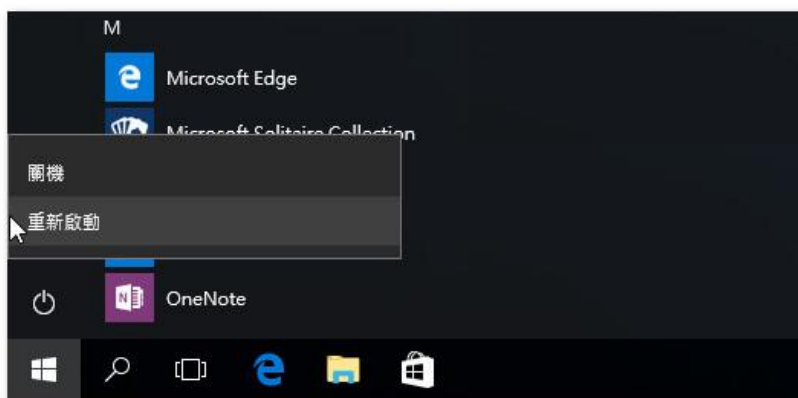 M
Microsoft Edge
Microsoft Solitaire Collection
關機
重新啟動
OneNote